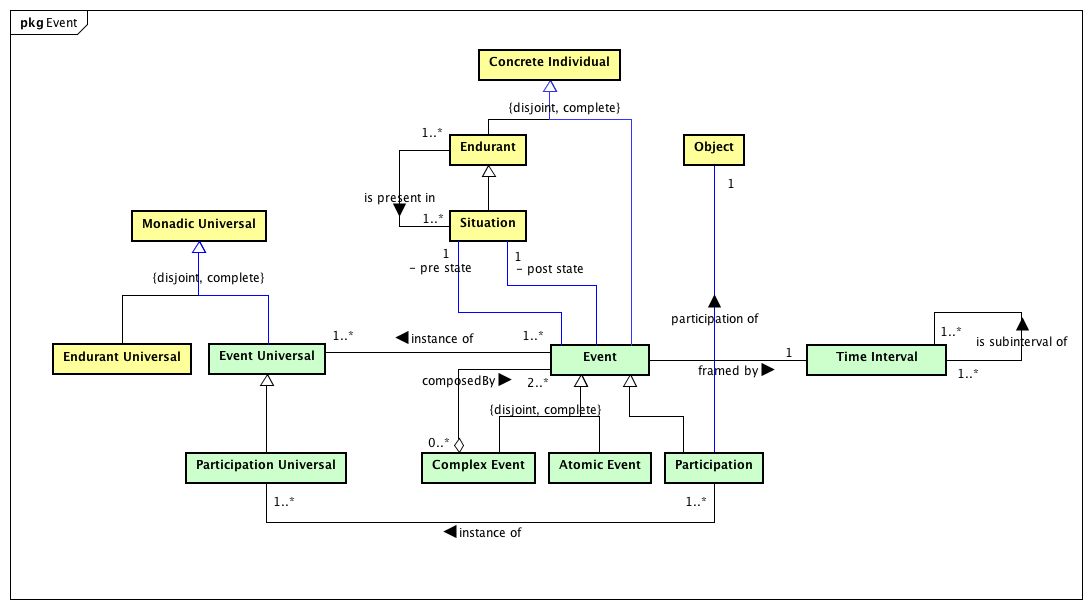 pkg Event
Concrete Individual
{disjoint, complete}
1..*
Endurant
Object
1
is present in
1..*
Situation
Monadic Universal
1
- pre state
1
- post state
{disjoint, complete}
participation of
1..*
instance of
1..*
1..*
is subinterval of
Endurant Universal
Event Universal
Event
1
Time Interval
framed by
1..*
composedBy
2..*
{disjoint, complete}
0..*
Participation Universal
Complex Event
Atomic Event
Participation
1..*
1..*
instance of